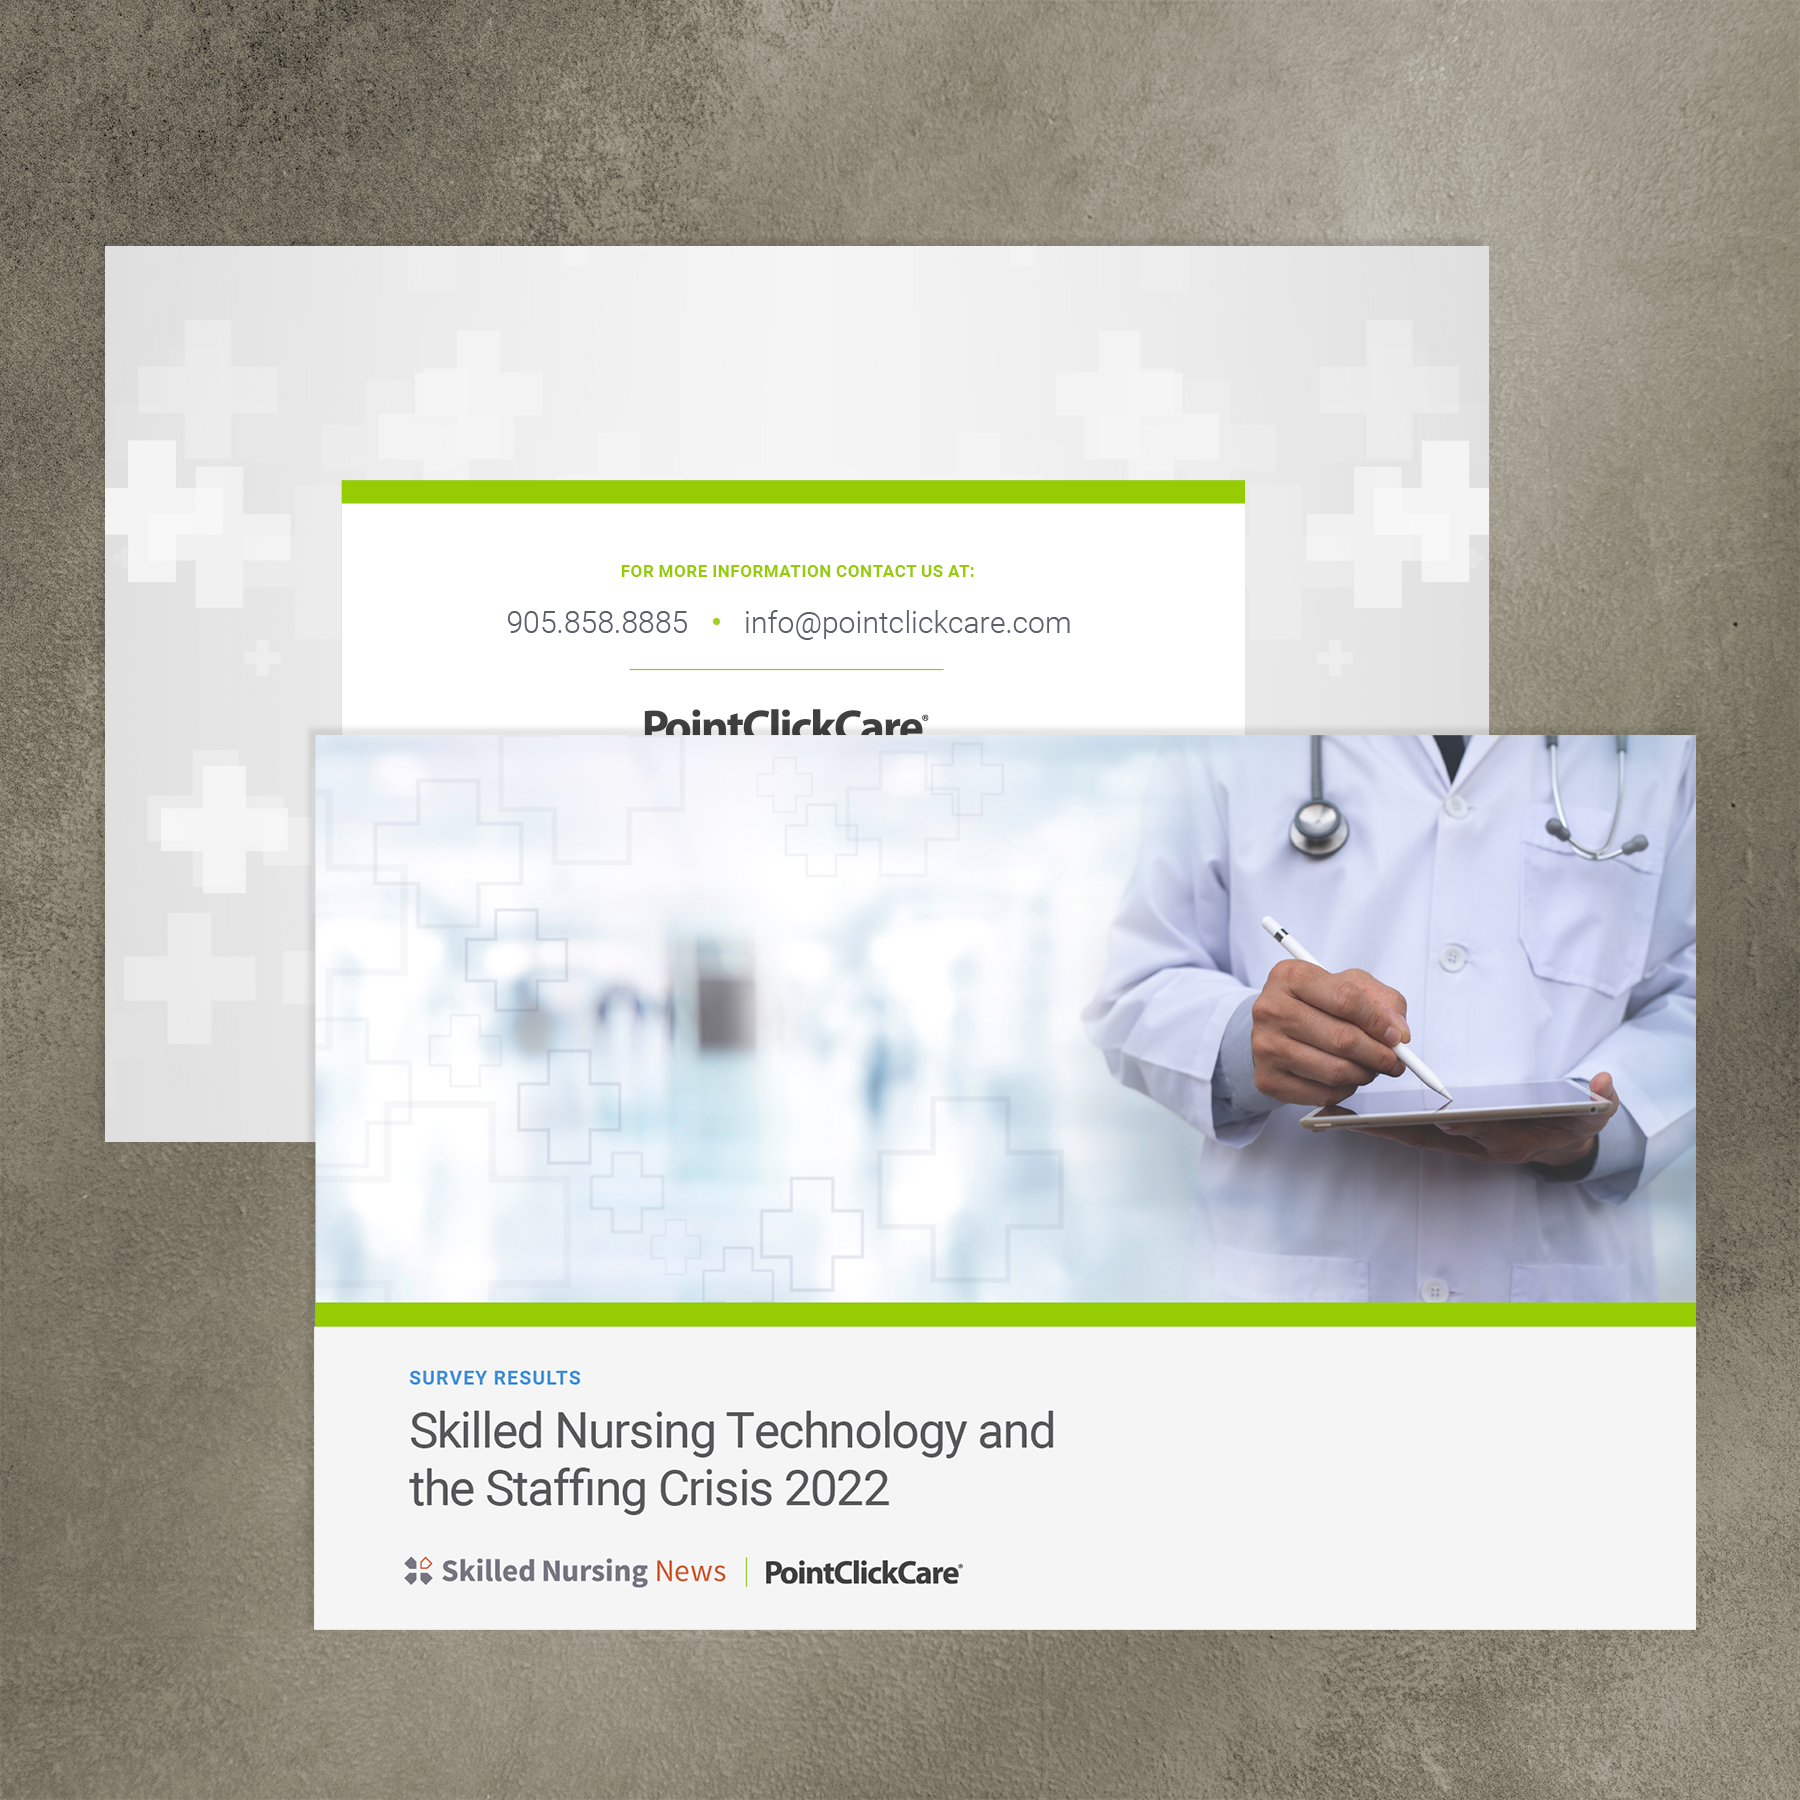 FOR MORE INFORMATION CONTACT US AT:
905.858.8885 • info@pointclickcare.com
PointClickCare®
SURVEY RESULTS
Skilled Nursing Technology and
the Staffing Crisis 2022
Skilled Nursing News | PointClickCare®